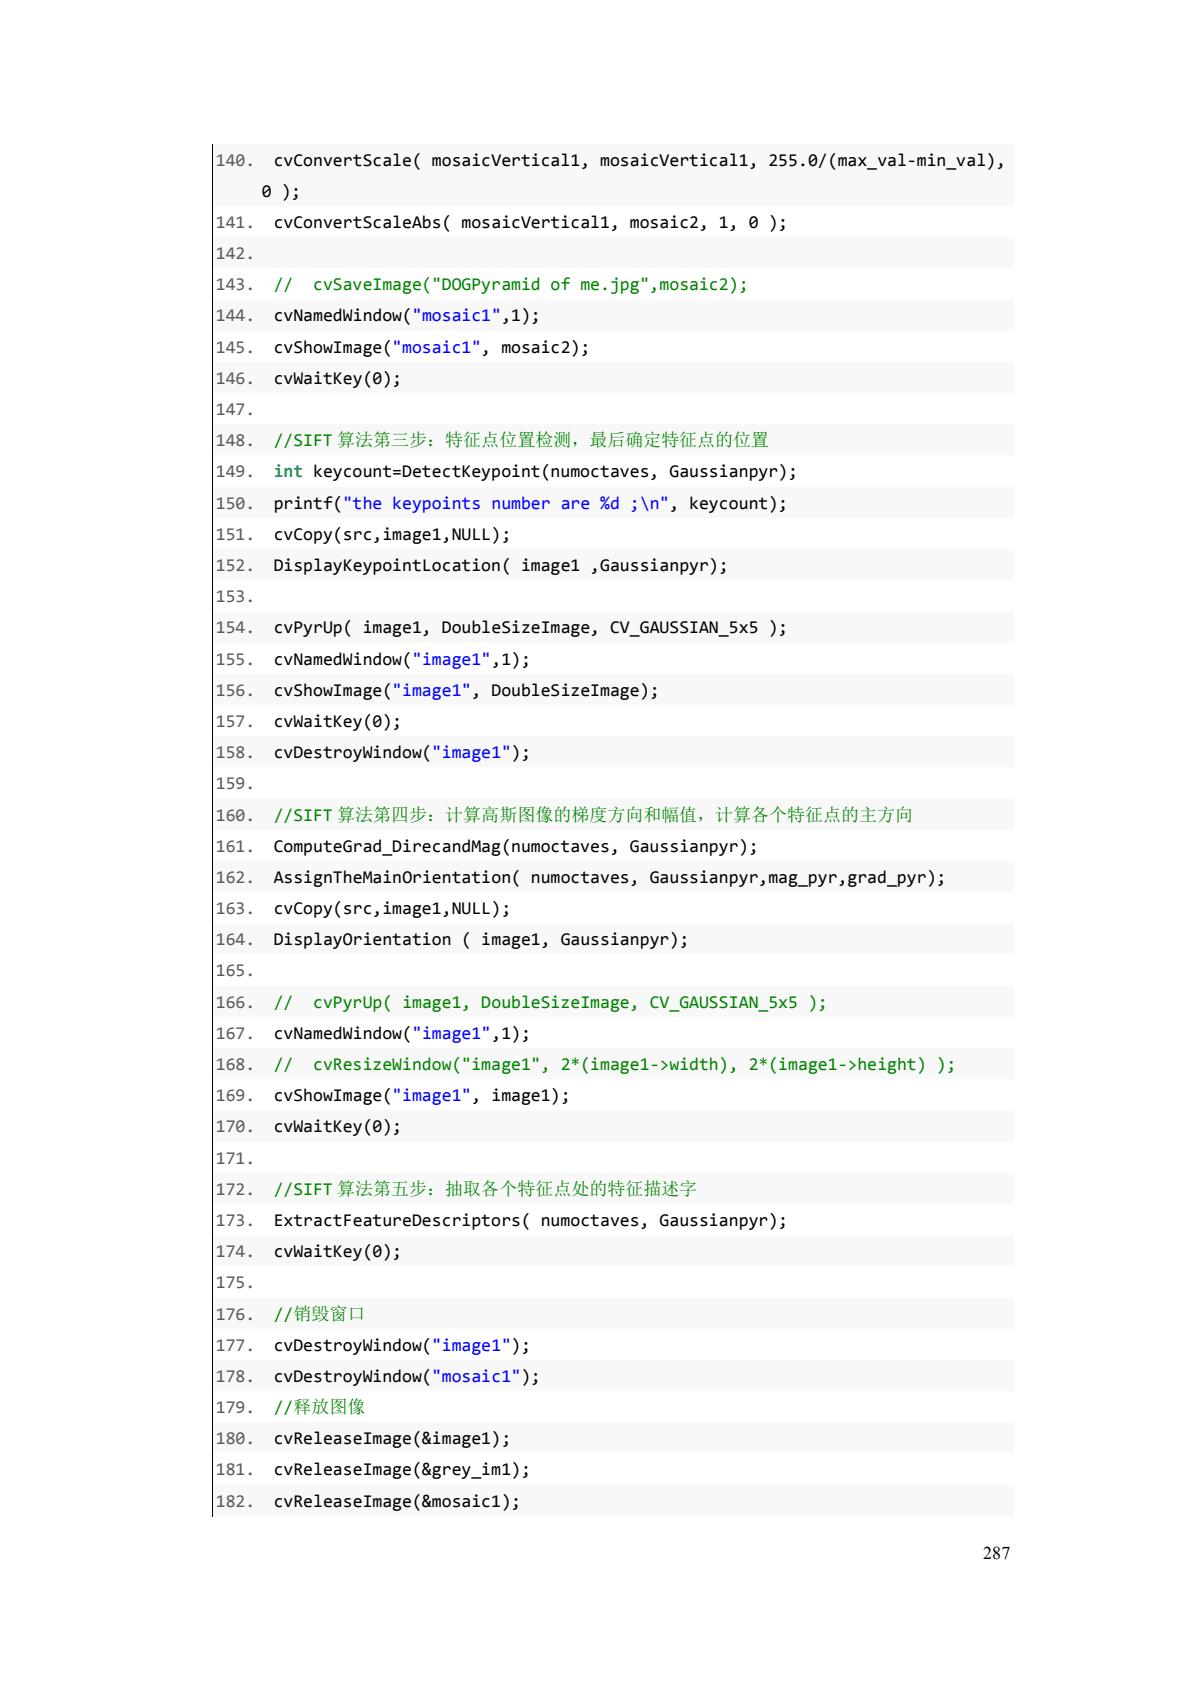 140. cvConvertScale( mosaicVertical1, mosaicVertical1, 255.0/(max_val-min_val),
0 );
141. cvConvertScaleAbs( mosaicVertical1, mosaic2, 1, 0 );
142.
143. //  cvSaveImage("DOGPyramid of me.jpg",mosaic2);
144. cvNamedWindow("mosaic1",1);
145. cvShowImage("mosaic1", mosaic2);
146. cvWaitKey(0);
147.
148. //SIFT 算法第三步：特征点位置检测，最后确定特征点的位置
149. int keycount=DetectKeypoint(numoctaves, Gaussianpyr);
150. printf("the keypoints number are %d ;\n", keycount);
151. cvCopy(src,image1,NULL);
152. DisplayKeypointLocation( image1 ,Gaussianpyr);
153.
154. cvPyrUp( image1, DoubleSizeImage, CV_GAUSSIAN_5x5 );
155. cvNamedWindow("image1",1);
156. cvShowImage("image1", DoubleSizeImage);
157. cvWaitKey(0);
158. cvDestroyWindow("image1");
159.
160. //SIFT 算法第四步：计算高斯图像的梯度方向和幅值，计算各个特征点的主方向
161. ComputeGrad_DirecandMag(numoctaves, Gaussianpyr);
162. AssignTheMainOrientation( numoctaves, Gaussianpyr,mag_pyr,grad_pyr);
163. cvCopy(src,image1,NULL);
164. DisplayOrientation ( image1, Gaussianpyr);
165.
166. //  cvPyrUp( image1, DoubleSizeImage, CV_GAUSSIAN_5x5 );
167. cvNamedWindow("image1",1);
168. //  cvResizeWindow("image1", 2*(image1->width), 2*(image1->height) );
169. cvShowImage("image1", image1);
170. cvWaitKey(0);
171.
172. //SIFT 算法第五步：抽取各个特征点处的特征描述字
173. ExtractFeatureDescriptors( numoctaves, Gaussianpyr);
174. cvWaitKey(0);
175.
176. //销毁窗口
177. cvDestroyWindow("image1");
178. cvDestroyWindow("mosaic1");
179. //释放图像
180. cvReleaseImage(&image1);
181. cvReleaseImage(&grey_im1);
182. cvReleaseImage(&mosaic1);
287